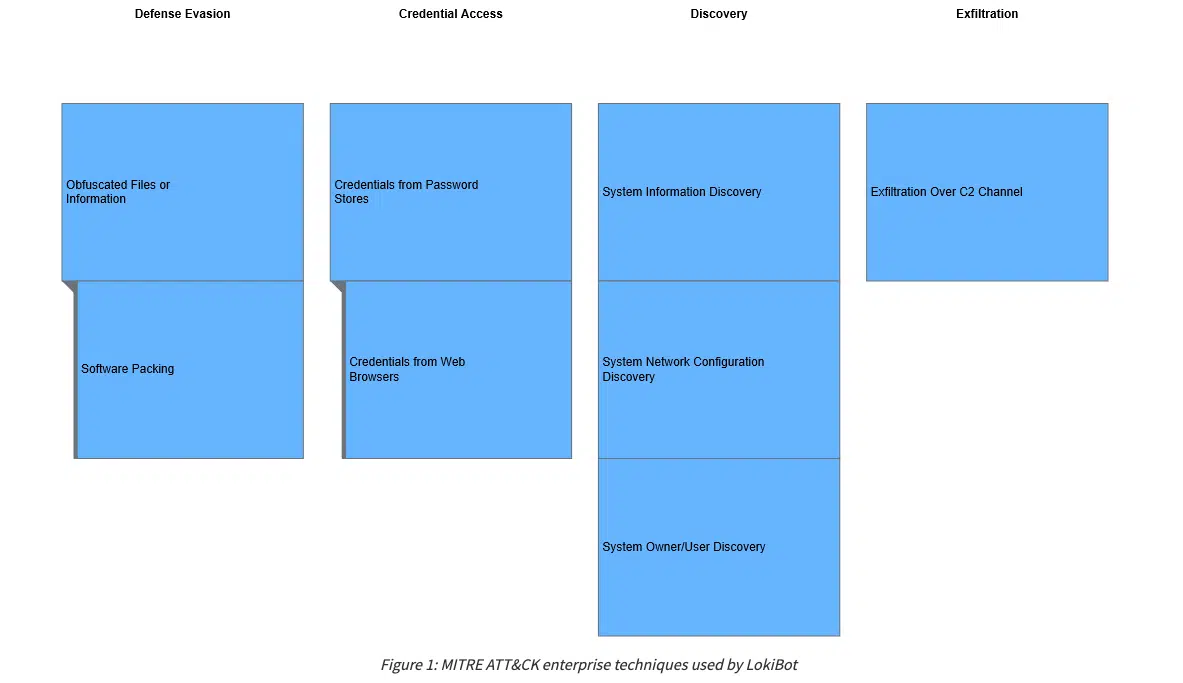 Defense Evasion
Credential Access
Discovery
Exfiltration
Obfuscated Files or
Information
Credentials from Password
Stores
System Information Discovery
Exfiltration Over C2 Channel
Software Packing
Credentials from Web
Browsers
System Network Configuration
Discovery
System Owner/User Discovery
Figure 1: MITRE ATT&CK enterprise techniques used by LokiBot